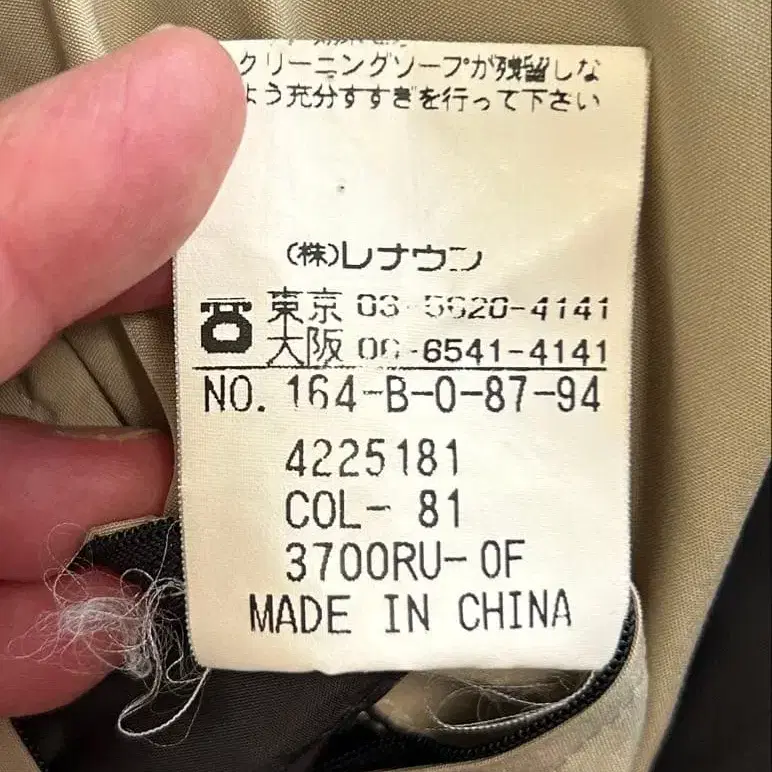 クリーニングソープが残留しな
よう充分すすぎを行って下さい
(株)レナウン
東京 03-5620-4141
大阪 06-6541-4141
NO. 164-B-0-87-94
4225181
COL- 81
3700RU-0F
MADE IN CHINA